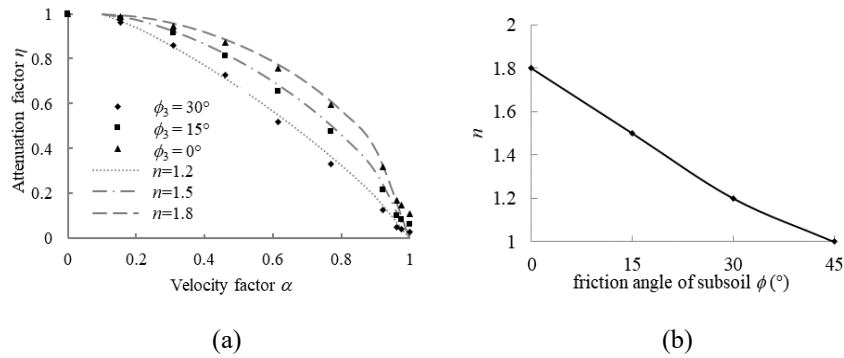 Attenuation factor η
1
0.8
0.6
0.4
0.2
0
ϕ3 = 30°
ϕ3 = 15°
ϕ3 = 0°
n=1.2
n=1.5
n=1.8
0 0.2 0.4 0.6 0.8 1
Velocity factor α
(a)
n
2
1.8
1.6
1.4
1.2
1
0 15 30 45
friction angle of subsoil ϕ (°)
(b)